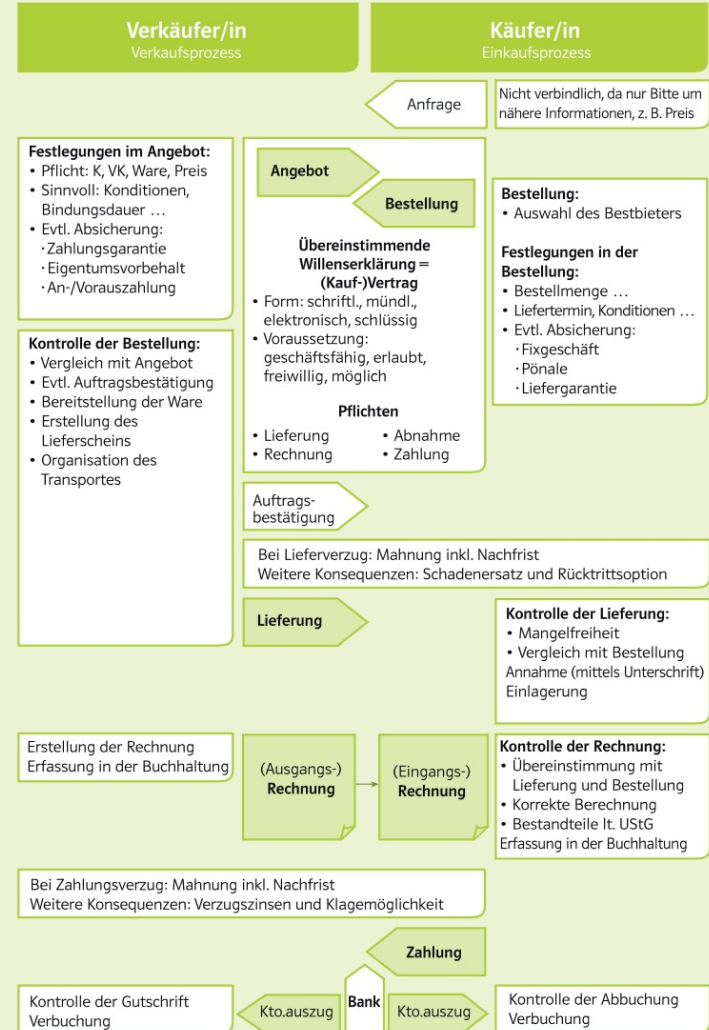 Verkäufer/in
Verkaufsprozess
Käufer/in
Einkaufsprozess
Anfrage
Nicht verbindlich, da nur Bitte um
nähere Informationen, z. B. Preis
Festlegungen im Angebot:
• Pflicht: K, VK, Ware, Preis
• Sinnvoll: Konditionen,
Bindungsdauer …
• Evtl. Absicherung:
· Zahlungsgarantie
· Eigentumsvorbehalt
· An-/Vorauszahlung
Angebot
Bestellung
Übereinstimmende
Willenserklärung =
(Kauf-)Vertrag
• Form: schriftl., mündl.,
elektronisch, schlüssig
• Voraussetzung:
geschäftsfähig, erlaubt,
freiwillig, möglich
Pflichten
• Lieferung • Abnahme
• Rechnung • Zahlung
Bestellung:
• Auswahl des Bestbieters
Festlegungen in der
Bestellung:
• Bestellmenge …
• Liefertermin, Konditionen …
• Evtl. Absicherung:
· Fixgeschäft
· Pönale
· Liefergarantie
Kontrolle der Bestellung:
• Vergleich mit Angebot
• Evtl. Auftragsbestätigung
• Bereitstellung der Ware
• Erstellung des
Lieferscheins
• Organisation des
Transportes
Auftrags-
bestätigung
Bei Lieferverzug: Mahnung inkl. Nachfrist
Weitere Konsequenzen: Schadenersatz und Rücktrittsoption
Lieferung
Kontrolle der Lieferung:
• Mangelfreiheit
• Vergleich mit Bestellung
Annahme (mittels Unterschrift)
Einlagerung
Erstellung der Rechnung
Erfassung in der Buchhaltung
(Ausgangs-)
Rechnung
(Eingangs-)
Rechnung
Kontrolle der Rechnung:
• Übereinstimmung mit
Lieferung und Bestellung
• Korrekte Berechnung
• Bestandteile lt. UStG
Erfassung in der Buchhaltung
Bei Zahlungsverzug: Mahnung inkl. Nachfrist
Weitere Konsequenzen: Verzugszinsen und Klagemöglichkeit
Zahlung
Kontrolle der Gutschrift
Verbuchung
Kto.auszug
Bank
Kto.auszug
Kontrolle der Abbuchung
Verbuchung